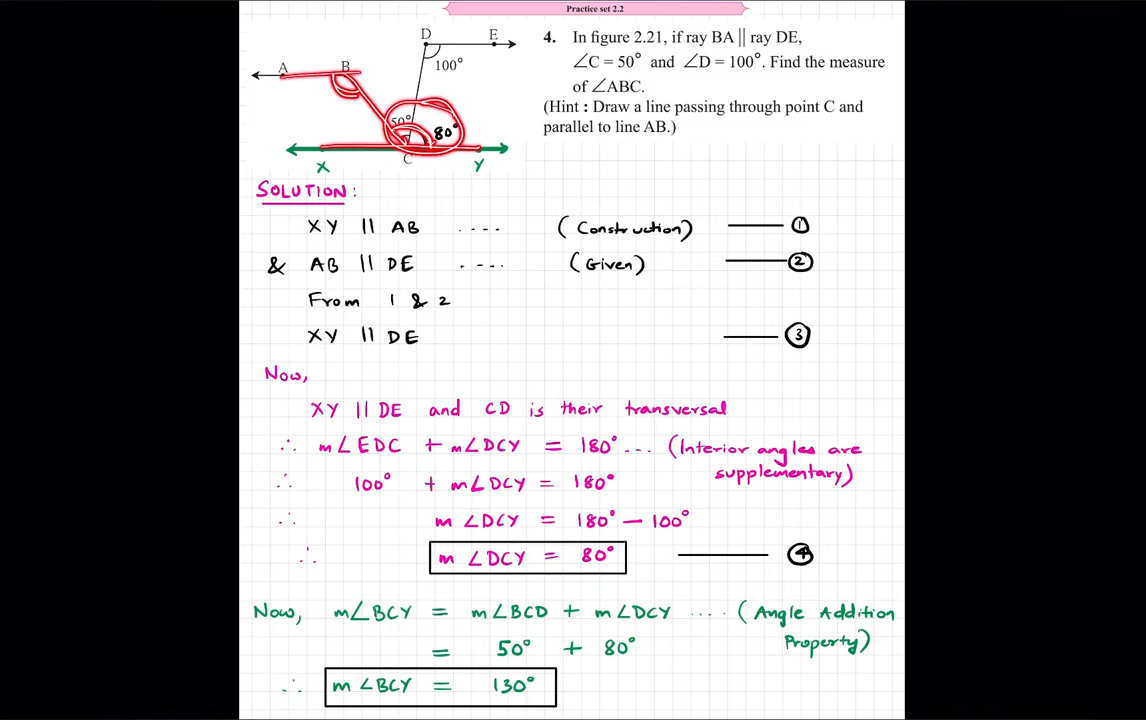 Practice set 2.2
D E
100°
A B
50° 80°
C
X Y
4. In figure 2.21, if ray BA || ray DE,
∠C = 50° and ∠D = 100°. Find the measure
of ∠ABC.
(Hint : Draw a line passing through point C and
parallel to line AB.)
SOLUTION:
XY || AB .... (Construction) ——— ①
& AB || DE .... (Given) ——— ②
From 1 & 2
XY || DE ——— ③
Now,
XY || DE and CD is their transversal
∴ m∠EDC + m∠DCY = 180° ... (Interior angles are
supplementary)
∴ 100° + m∠DCY = 180°
∴ m∠DCY = 180° – 100°
∴ m∠DCY = 80° ——— ④
Now, m∠BCY = m∠BCD + m∠DCY .... (Angle Addition
Property)
= 50° + 80°
∴ m∠BCY = 130°